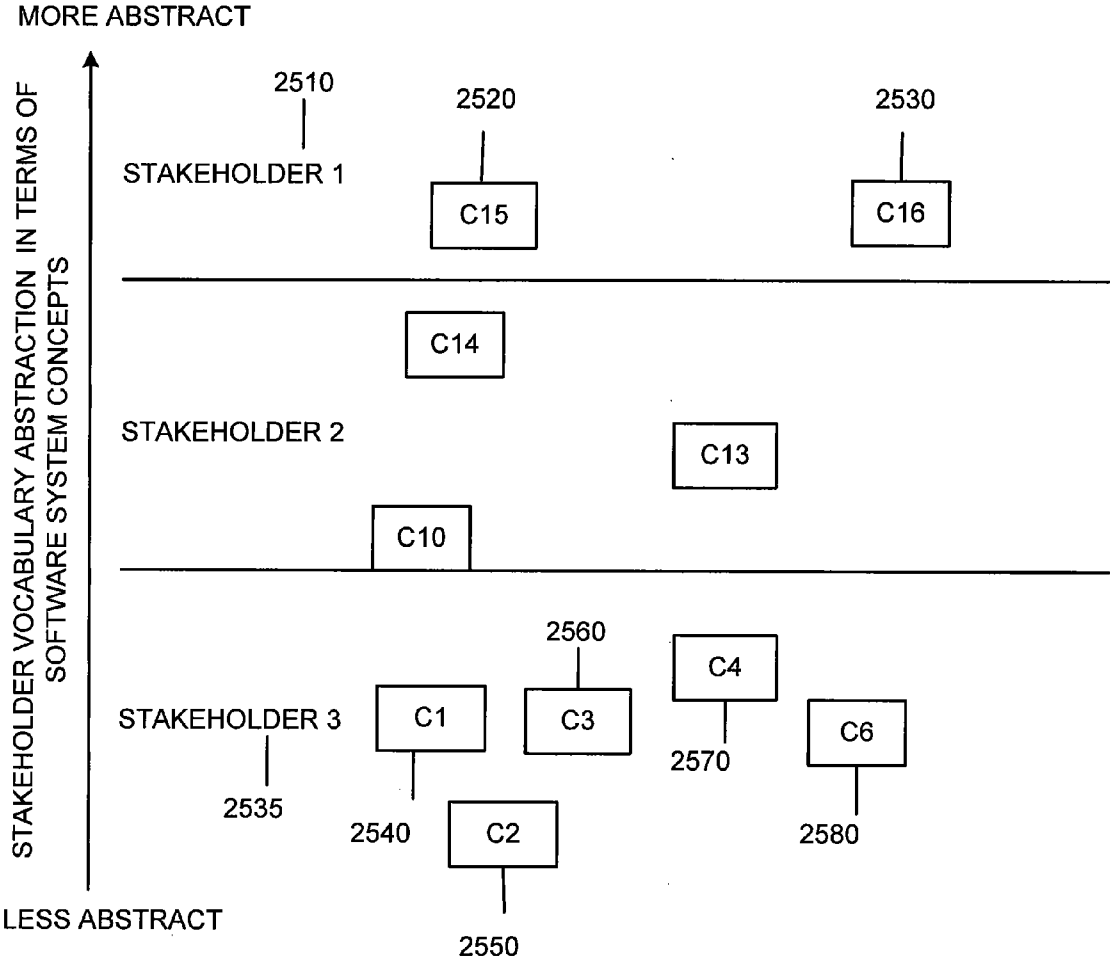 MORE ABSTRACT
STAKEHOLDER VOCABULARY ABSTRACTION IN TERMS OF
SOFTWARE SYSTEM CONCEPTS
2510
2520
2530
STAKEHOLDER 1
C15
C16
C14
STAKEHOLDER 2
C13
C10
2560
C4
STAKEHOLDER 3
C1
C3
C6
2570
2535
2540
C2
2580
LESS ABSTRACT
2550